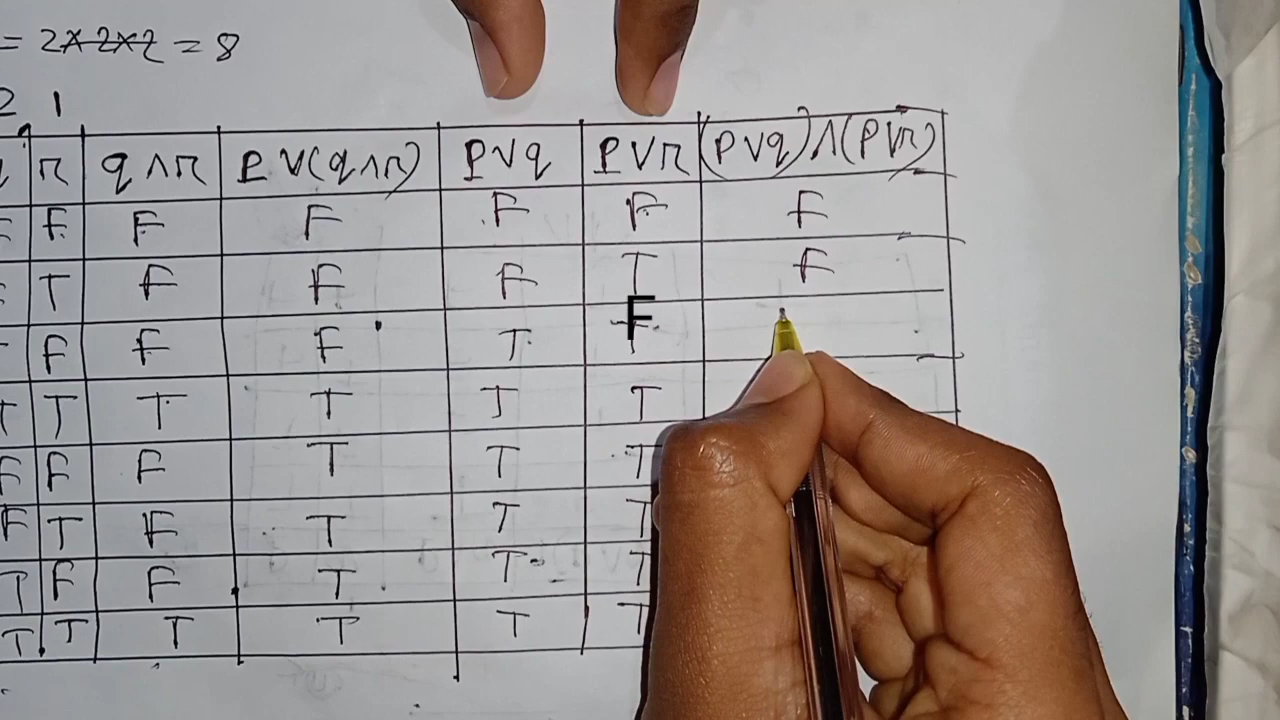 = 2×2×2 = 8
2 1
r q∧r p∨(q∧r) p∨q p∨r (p∨q)∧(p∨r)
F F F F F F
T F F F T F
F F F T F
T T T T T T
F F F T T T
F T F T T T
T F F T T T
T T T T T T